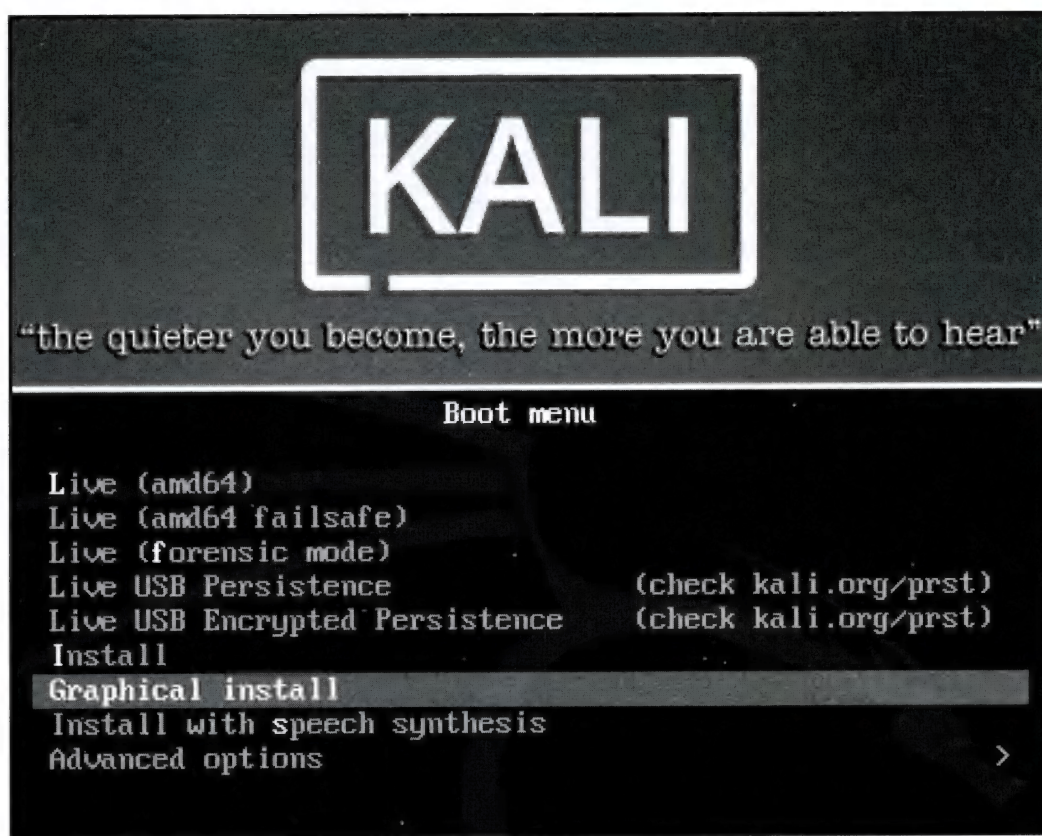 KALI
"the quieter you become, the more you are able to hear"
Boot menu
Live (amd64)
Live (amd64 failsafe)
Live (forensic mode)
Live USB Persistence (check kali.org/prst)
Live USB Encrypted Persistence (check kali.org/prst)
Install
Graphical install
Install with speech synthesis
Advanced options >